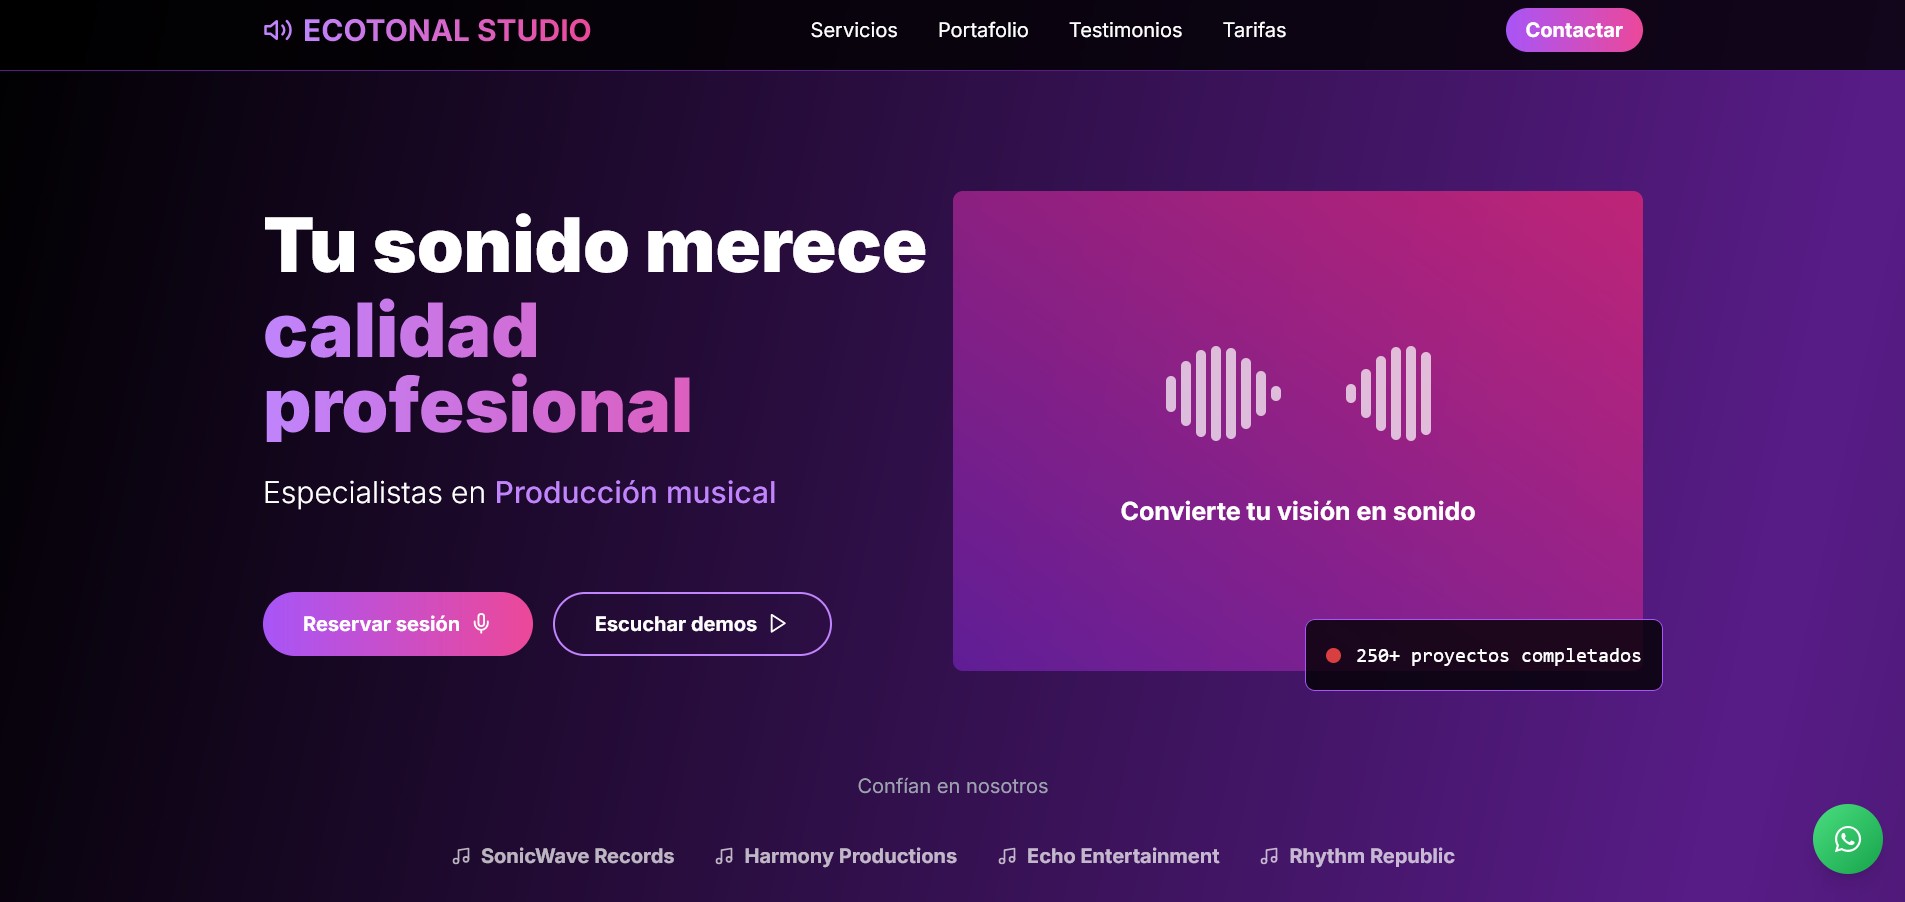 ECOTONAL STUDIO
Servicios
Portafolio
Testimonios
Tarifas
Contactar
Tu sonido merece
calidad
profesional
Especialistas en Producción musical
Reservar sesión
Escuchar demos
Convierte tu visión en sonido
250+ proyectos completados
Confían en nosotros
SonicWave Records
Harmony Productions
Echo Entertainment
Rhythm Republic